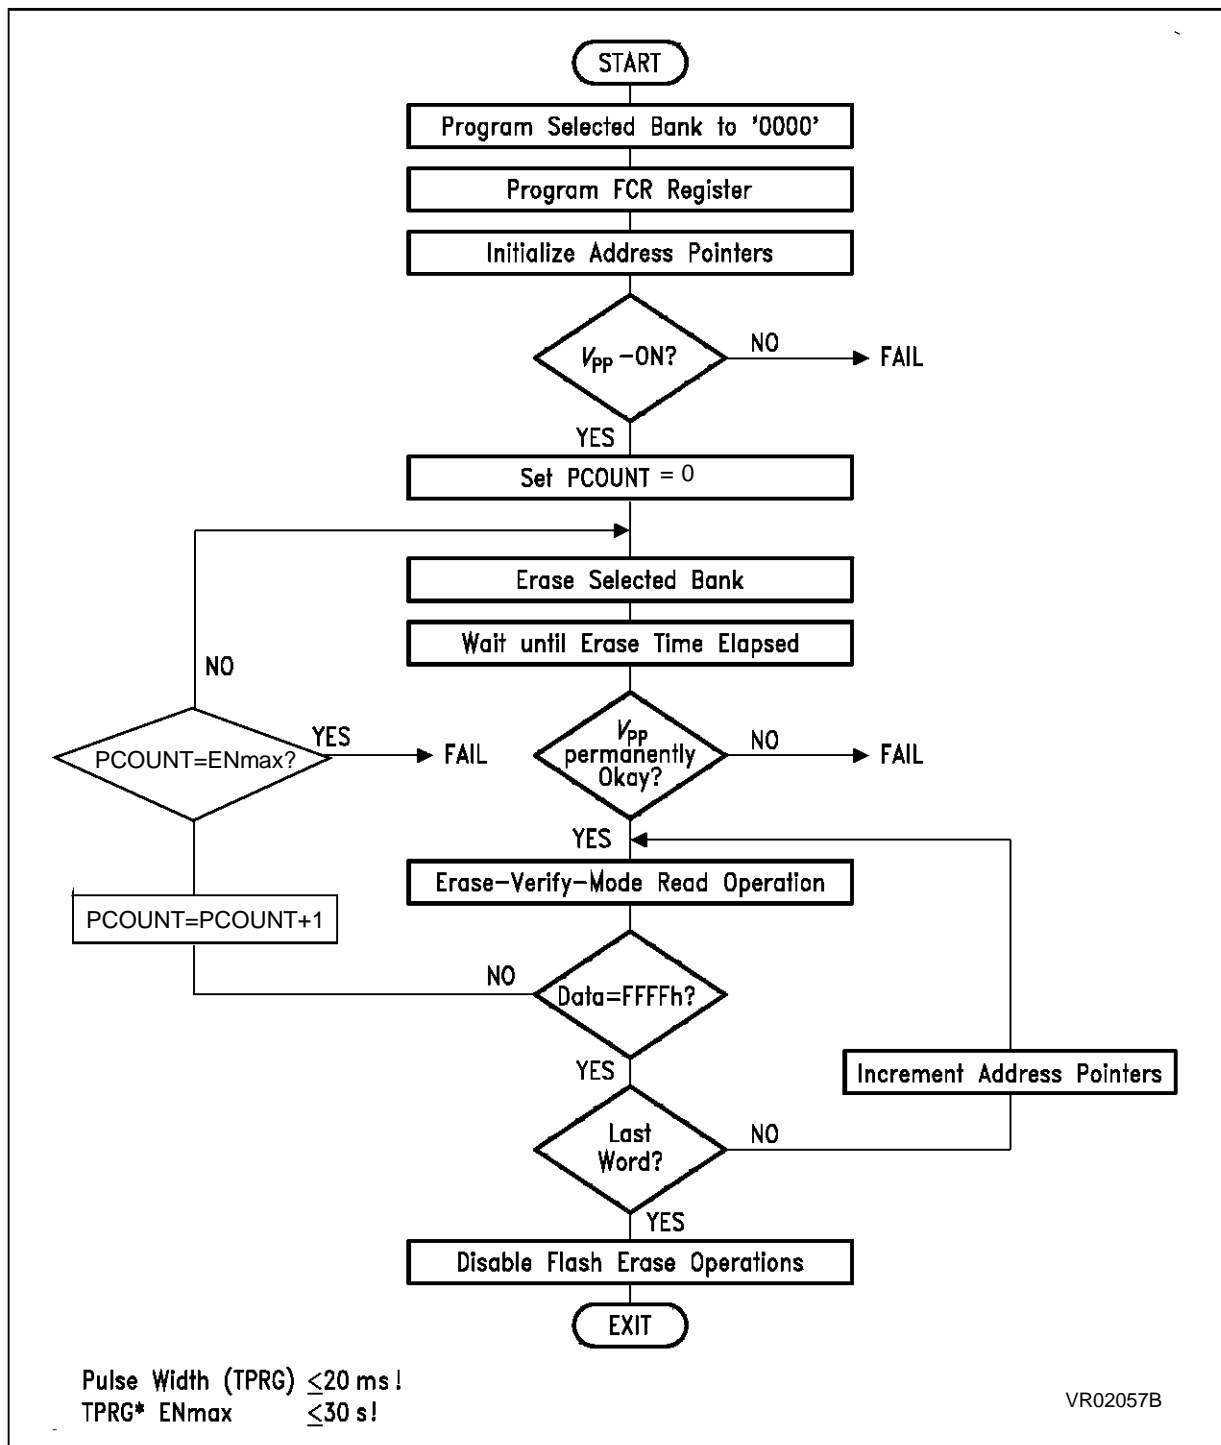 START
Program Selected Bank to '0000'
Program FCR Register
Initialize Address Pointers
VPP -ON?
NO
FAIL
YES
Set PCOUNT = 0
Erase Selected Bank
Wait until Erase Time Elapsed
NO
PCOUNT=ENmax?
YES
FAIL
VPP
permanently
Okay?
NO
FAIL
YES
Erase-Verify-Mode Read Operation
PCOUNT=PCOUNT+1
NO
Data=FFFFh?
YES
Increment Address Pointers
Last
Word?
NO
YES
Disable Flash Erase Operations
EXIT
Pulse Width (TPRG) ≤20 ms!
TPRG* ENmax ≤30 s!
VR02057B